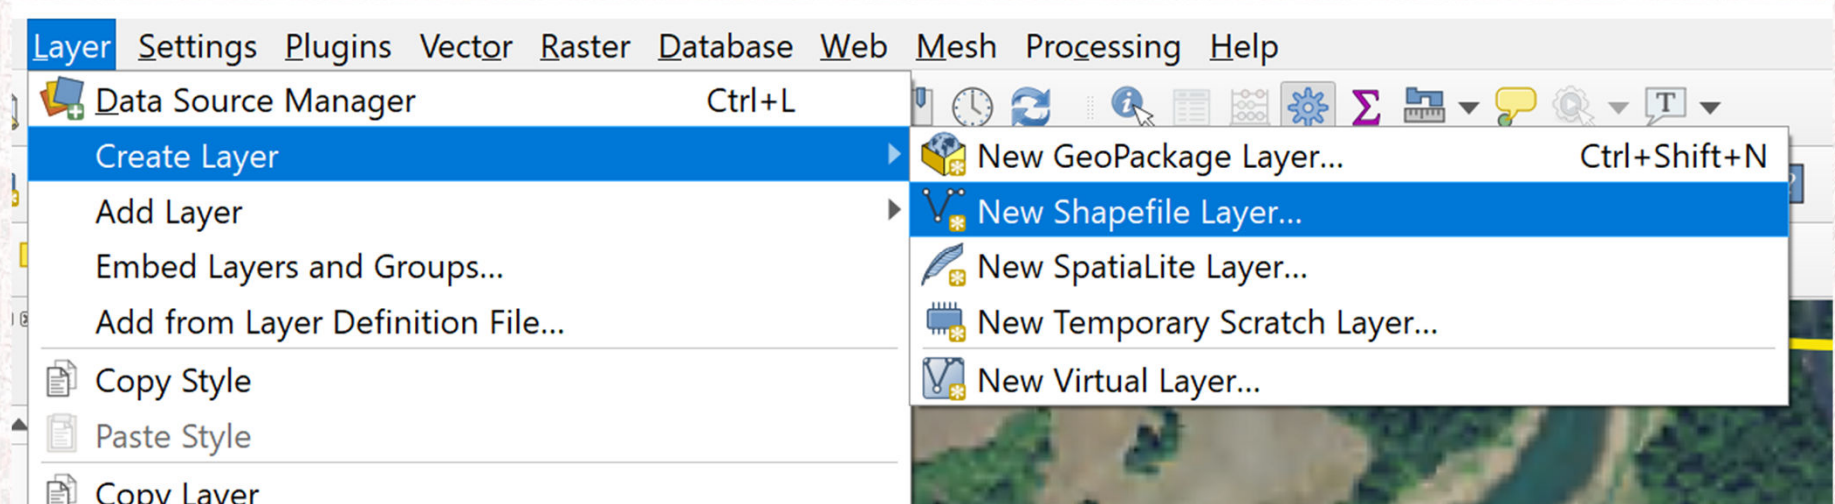 Layer Settings Plugins Vector Raster Database Web Mesh Processing Help
Data Source Manager Ctrl+L
Create Layer
Add Layer
Embed Layers and Groups...
Add from Layer Definition File...
Copy Style
Paste Style
Copy Layer
New GeoPackage Layer... Ctrl+Shift+N
New Shapefile Layer...
New SpatiaLite Layer...
New Temporary Scratch Layer...
New Virtual Layer...